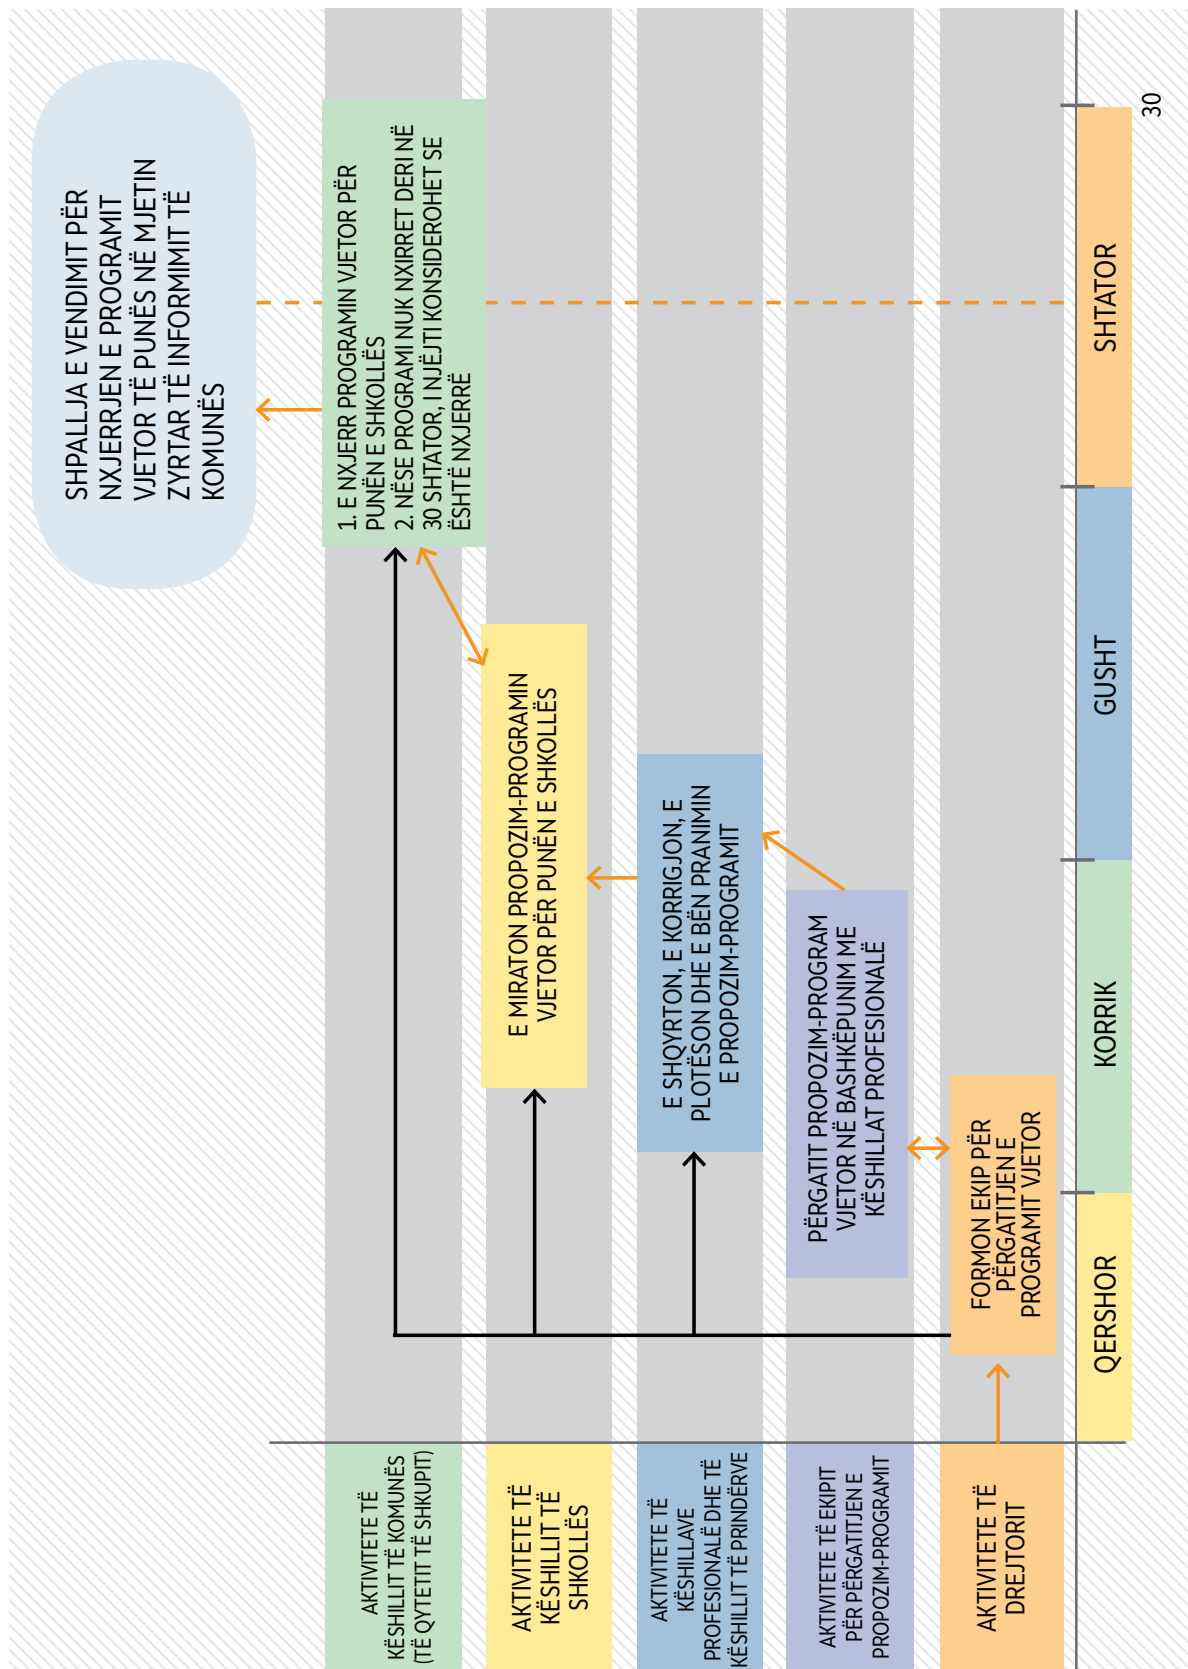 SHPALLJA E VENDIMIT PËR
NXJERRJEN E PROGRAMIT
VJETOR TË PUNËS NË MJETIN
ZYRTAR TË INFORMIMIT TË
KOMUNËS
AKTIVITETE TË
KËSHILLIT TË KOMUNËS
(TË QYTETIT TË SHKUPIT)
1. E NXJERR PROGRAMIN VJETOR PËR
PUNËN E SHKOLLËS
2. NËSE PROGRAMI NUK NXIRRET DERI NË
30 SHTATOR, I NJËJTI KONSIDEROHET SE
ËSHTË NXJERRË
AKTIVITETE TË
KËSHILLIT TË
SHKOLLËS
E MIRATON PROPOZIM-PROGRAMIN
VJETOR PËR PUNËN E SHKOLLËS
AKTIVITETE TË
KËSHILLAVE
PROFESIONALË DHE TË
KËSHILLIT TË PRINDËRVE
E SHQYRTON, E KORRIGJON, E
PLOTËSON DHE E BËN PRANIMIN
E PROPOZIM-PROGRAMIT
AKTIVITETE TË EKIPIT
PËR PËRGATITJEN E
PROPOZIM-PROGRAMIT
PËRGATIT PROPOZIM-PROGRAM
VJETOR NË BASHKËPUNIM ME
KËSHILLAT PROFESIONALË
AKTIVITETE TË
DREJTORIT
FORMON EKIP PËR
PËRGATITJEN E
PROGRAMIT VJETOR
QERSHOR
KORRIK
GUSHT
SHTATOR
30